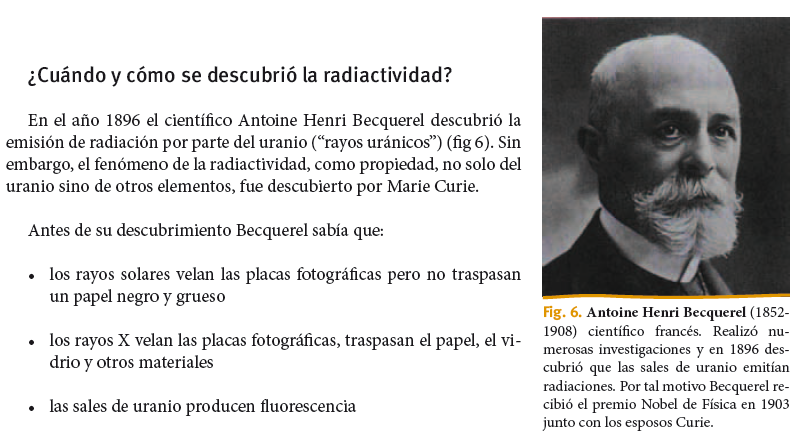 ¿Cuándo y cómo se descubrió la radiactividad?
En el año 1896 el científico Antoine Henri Becquerel descubrió la
emisión de radiación por parte del uranio (“rayos uránicos”) (fig 6). Sin
embargo, el fenómeno de la radiactividad, como propiedad, no solo del
uranio sino de otros elementos, fue descubierto por Marie Curie.
Antes de su descubrimiento Becquerel sabía que:
• los rayos solares velan las placas fotográficas pero no traspasan
un papel negro y grueso
• los rayos X velan las placas fotográficas, traspasan el papel, el vi-
drio y otros materiales
• las sales de uranio producen fluorescencia
Fig. 6. Antoine Henri Becquerel (1852-
1908) científico francés. Realizó nu-
merosas investigaciones y en 1896 des-
cubrió que las sales de uranio emitían
radiaciones. Por tal motivo Becquerel re-
cibió el premio Nobel de Física en 1903
junto con los esposos Curie.